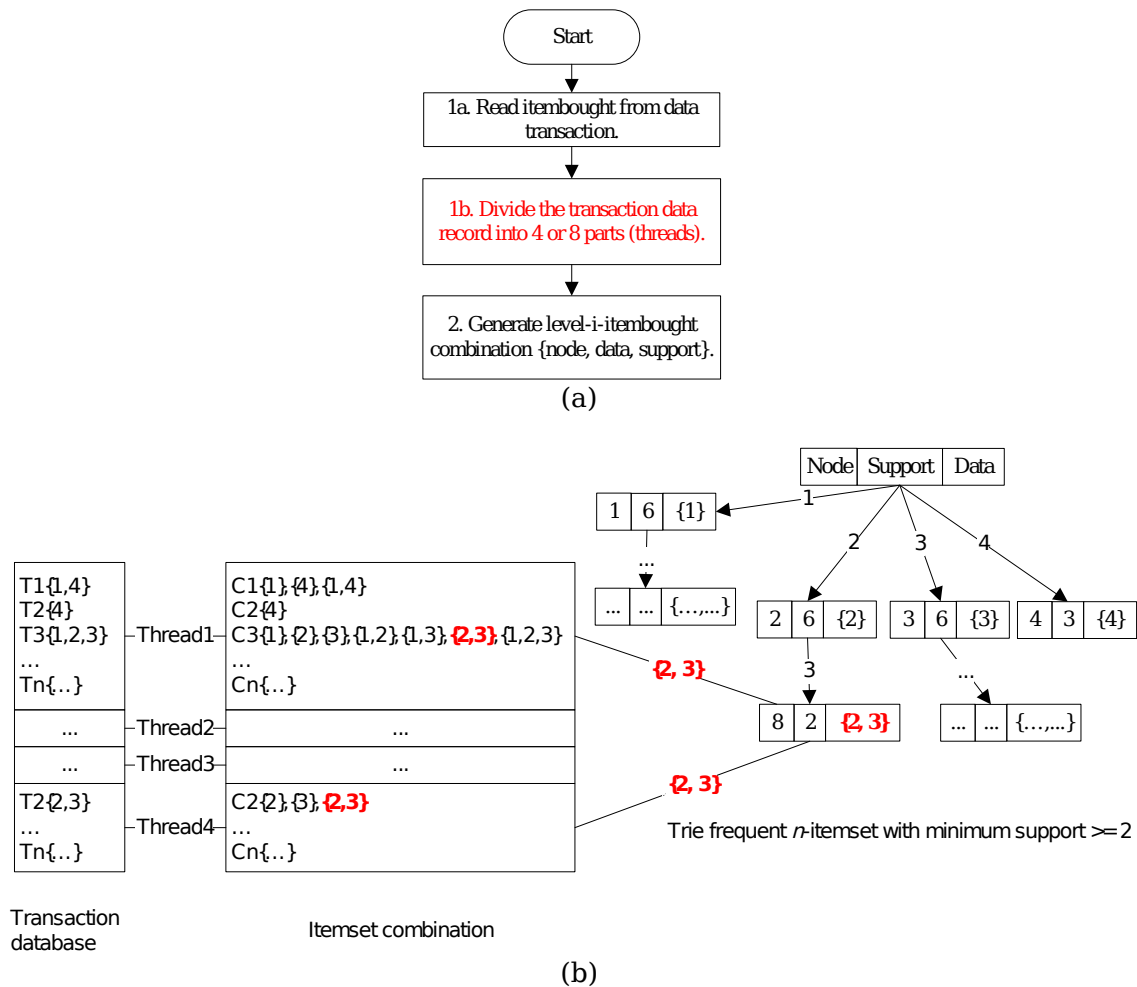 Start
1a. Read itembought from data
transaction.
1b. Divide the transaction data
record into 4 or 8 parts (threads).
2. Generate level-i-itembought
combination {node, data, support}.
(a)
Node Support Data
1 2 3 4
1 6 {1}
...
... ... {...,...}
2 6 {2}
3 6 {3}
4 3 {4}
3
...
8 2 {2, 3}
... ... {...,...}
T1{1,4}
T2{4}
T3{1,2,3}
...
Tn{...}
Thread1
C1{1},{4},{1,4}
C2{4}
C3{1},{2},{3},{1,2},{1,3},{2,3},{1,2,3}
...
Cn{...}
{2, 3}
... Thread2 ...
... Thread3 ...
T2{2,3}
...
Tn{...}
Thread4
C2{2},{3},{2,3}
...
Cn{...}
{2, 3}
Trie frequent n-itemset with minimum support >= 2
Transaction
database
Itemset combination
(b)